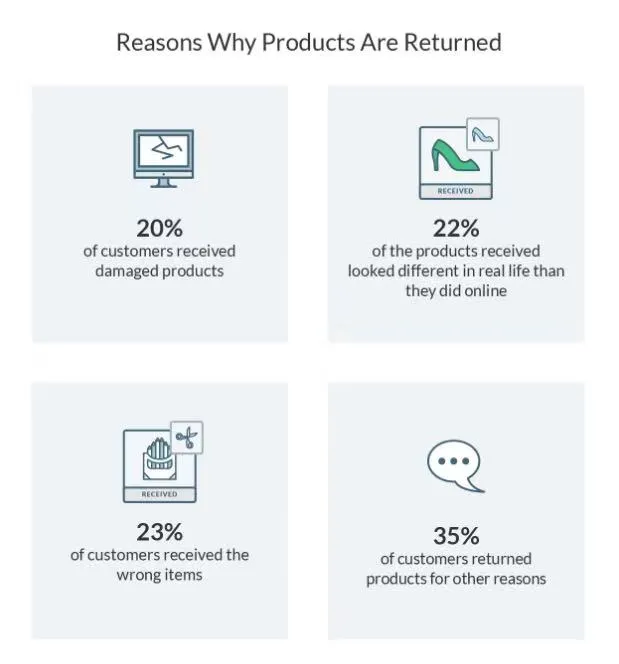 Reasons Why Products Are Returned
20%
of customers received
damaged products
RECEIVED
22%
of the products received
looked different in real life than
they did online
RECEIVED
23%
of customers received the
wrong items
35%
of customers returned
products for other reasons